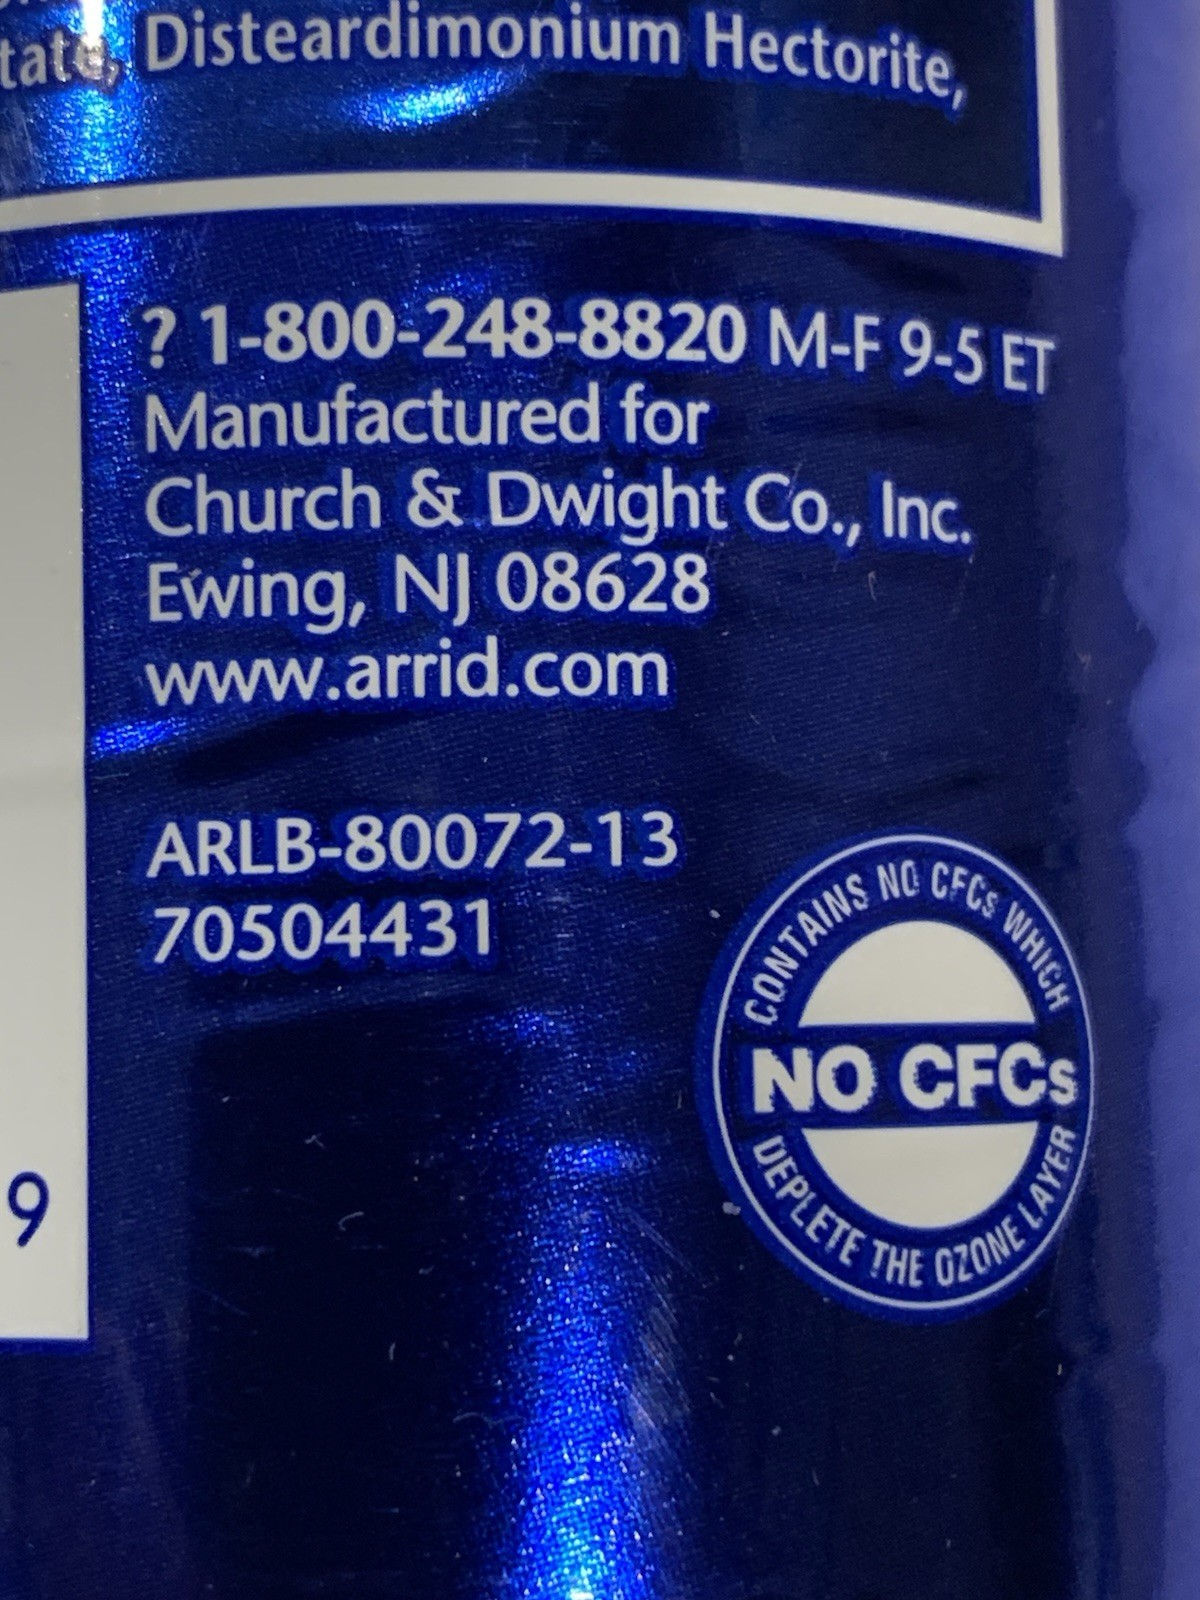 Disteardimonium Hectorite,
? 1-800-248-8820 M-F 9-5 ET
Manufactured for
Church & Dwight Co., Inc.
Ewing, NJ 08628
www.arrid.com
ARLB-80072-13
70504431
CONTAINS NO CFCs WHICH
NO CFCs
DEPLETE THE OZONE LAYER
9